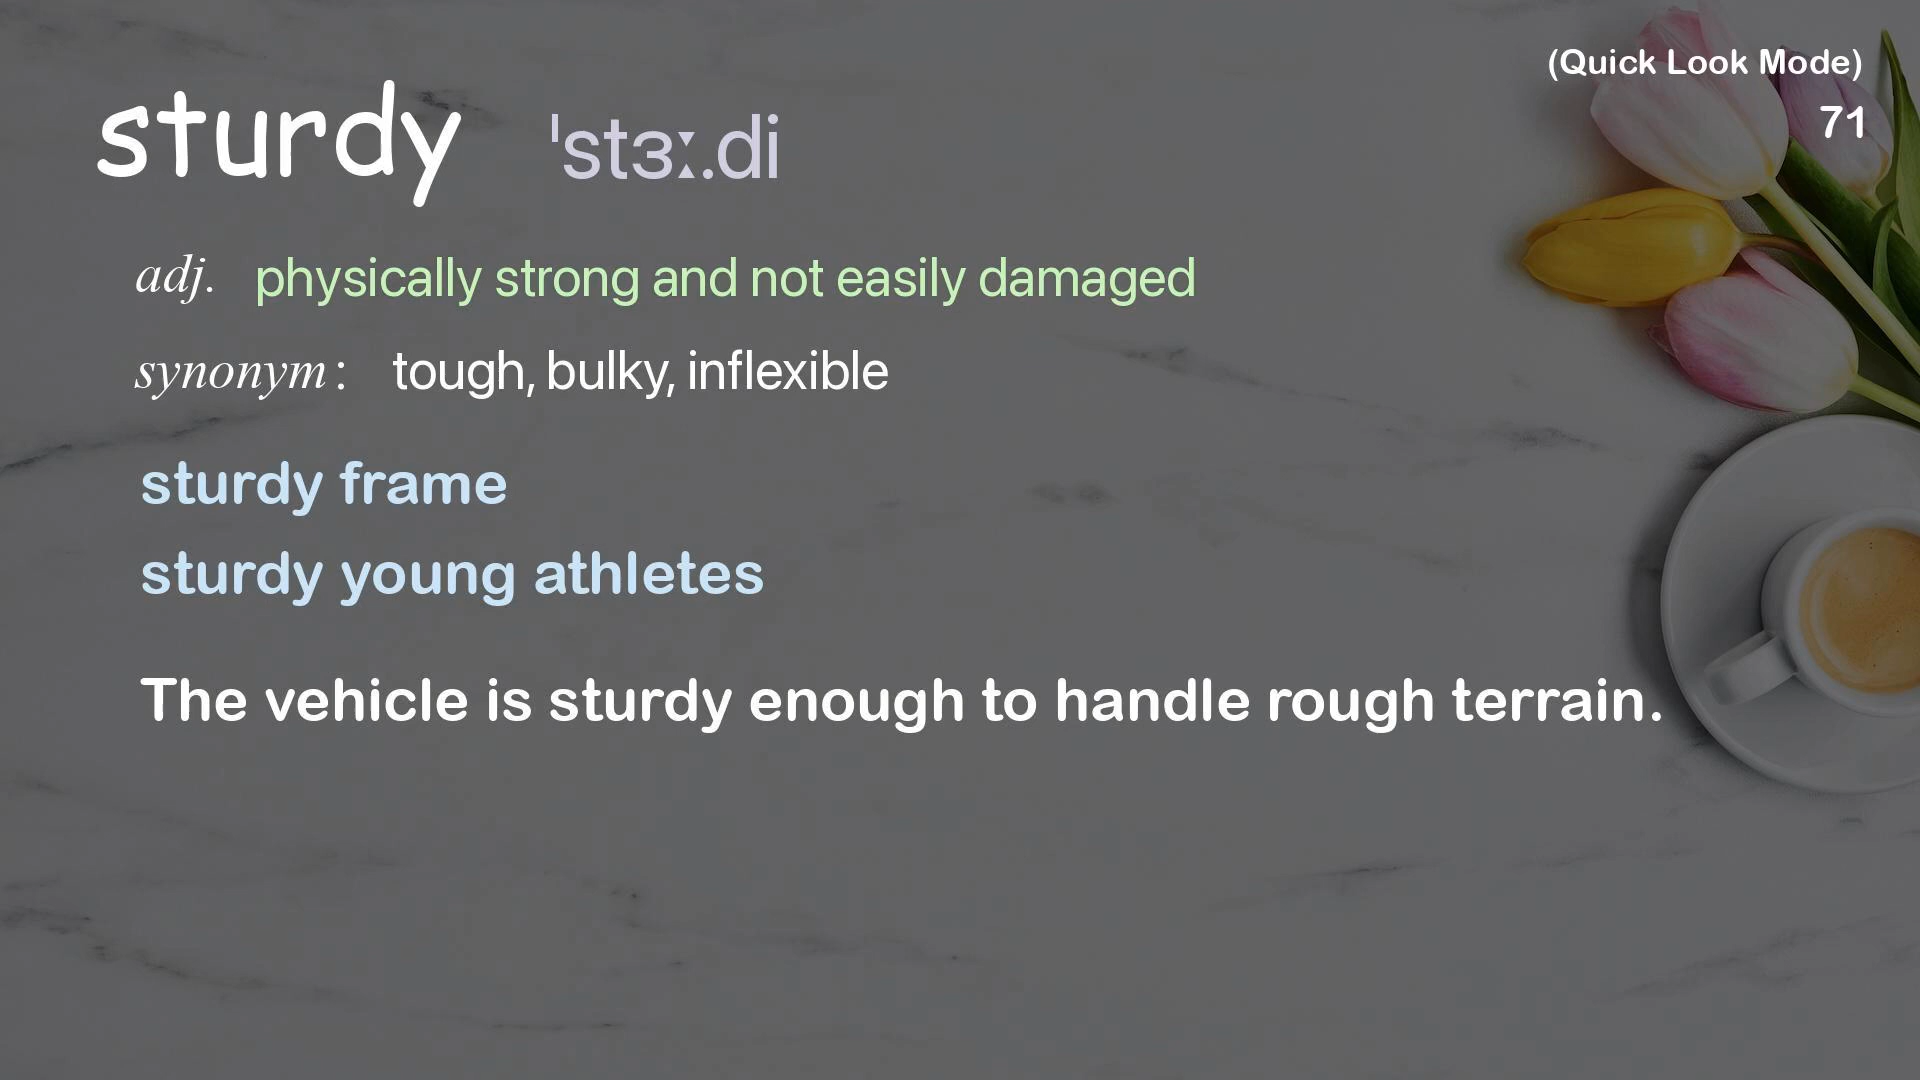 (Quick Look Mode)
71
sturdy ˈstɜː.di
adj. physically strong and not easily damaged
synonym : tough, bulky, inflexible
sturdy frame
sturdy young athletes
The vehicle is sturdy enough to handle rough terrain.